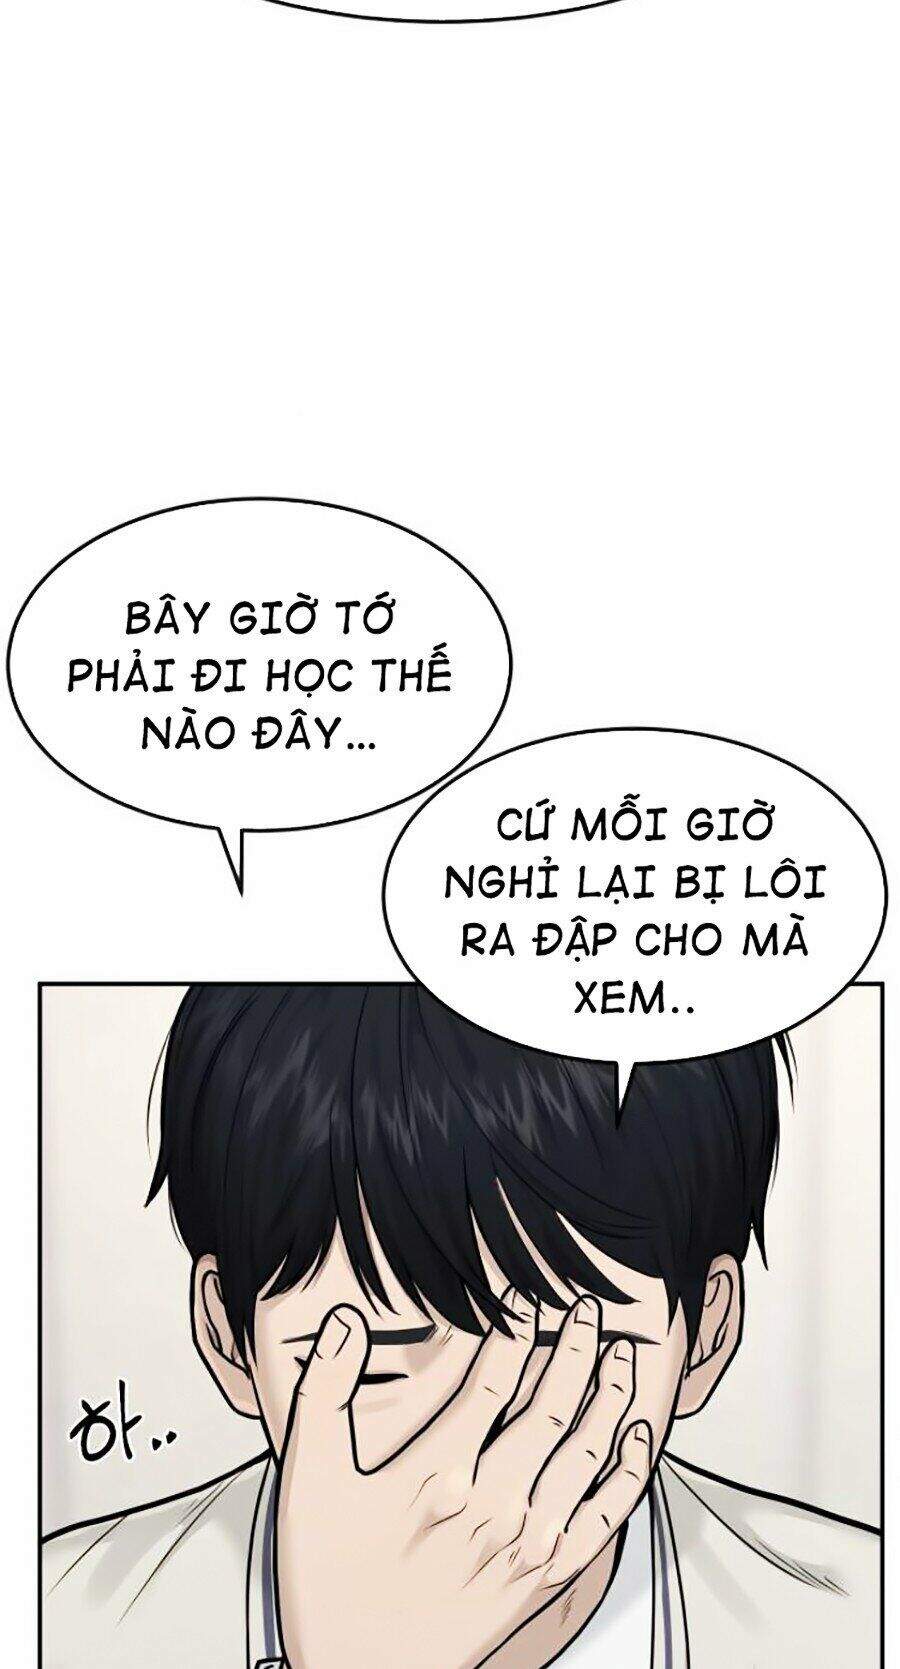 BÂY GIỜ TỚ
PHẢI ĐI HỌC THẾ
NÀO ĐÂY...
CỨ MỖI GIỜ
NGHỈ LẠI BỊ LÔI
RA ĐẬP CHO MÀ
XEM..
하..